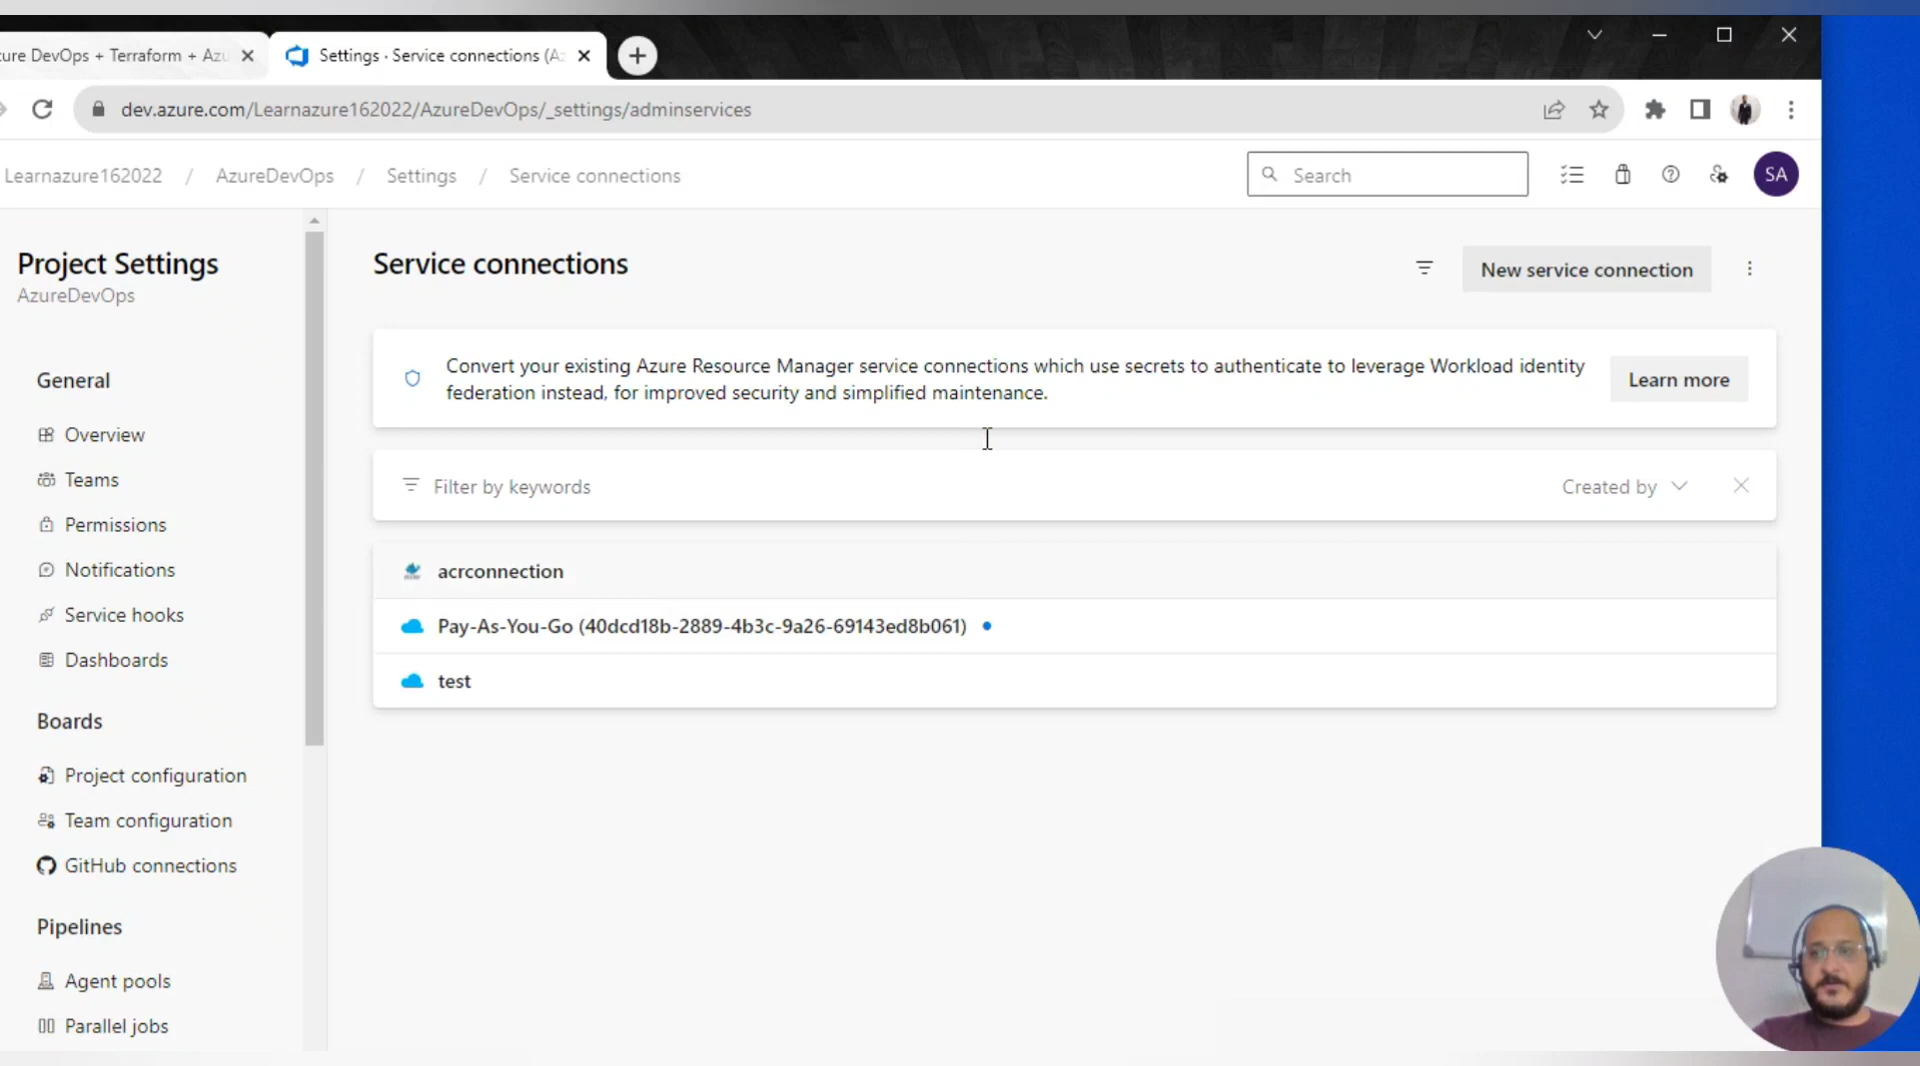 ure DevOps + Terraform + Azu
Settings · Service connections (Az
dev.azure.com/Learnazure162022/AzureDevOps/_settings/adminservices
Learnazure162022 / AzureDevOps / Settings / Service connections
Search
SA
Project Settings
AzureDevOps
General
Overview
Teams
Permissions
Notifications
Service hooks
Dashboards
Boards
Project configuration
Team configuration
GitHub connections
Pipelines
Agent pools
Parallel jobs
Service connections
New service connection
Convert your existing Azure Resource Manager service connections which use secrets to authenticate to leverage Workload identity
federation instead, for improved security and simplified maintenance.
Learn more
Filter by keywords
Created by
acrconnection
Pay-As-You-Go (40dcd18b-2889-4b3c-9a26-69143ed8b061)
test